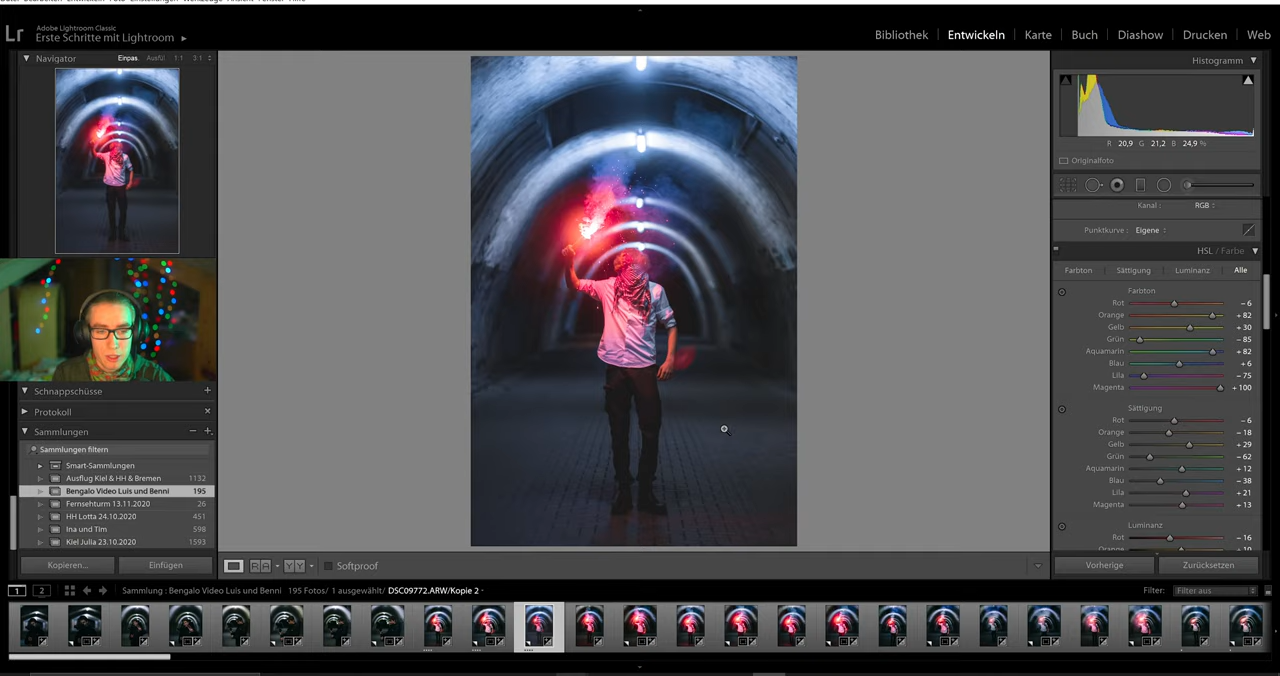 Adobe Lightroom Classic
Erste Schritte mit Lightroom
Bibliothek | Entwickeln | Karte | Buch | Diashow | Drucken | Web
Navigator Einpas. Ausfül. 1:1 3:1
Histogramm
R 20,9 G 21,2 B 24,9 %
Originalfoto
Kanal : RGB
Punktkurve : Eigene
HSL / Farbe
Farbton Sättigung Luminanz Alle
Farbton
Rot – 6
Orange + 82
Gelb + 30
Grün – 85
Aquamarin + 82
Blau + 6
Lila – 75
Magenta + 100
Sättigung
Rot – 6
Orange – 18
Gelb + 29
Grün – 62
Aquamarin + 12
Blau – 38
Lila + 21
Magenta + 13
Luminanz
Rot – 16
Orange
Schnappschüsse
Protokoll
Sammlungen
Sammlungen filtern
Smart-Sammlungen
Ausflug Kiel & HH & Bremen 1132
Bengalo Video Luis und Benni 195
Fernsehturm 13.11.2020 26
HH Lotta 24.10.2020 451
Ina und Tim 598
Kiel Julia 23.10.2020 1593
Kopieren... Einfügen
Softproof
Vorherige Zurücksetzen
1 2 Sammlung : Bengalo Video Luis und Benni 195 Fotos/ 1 ausgewählt/ DSC09772.ARW/Kopie 2
Filter: Filter aus